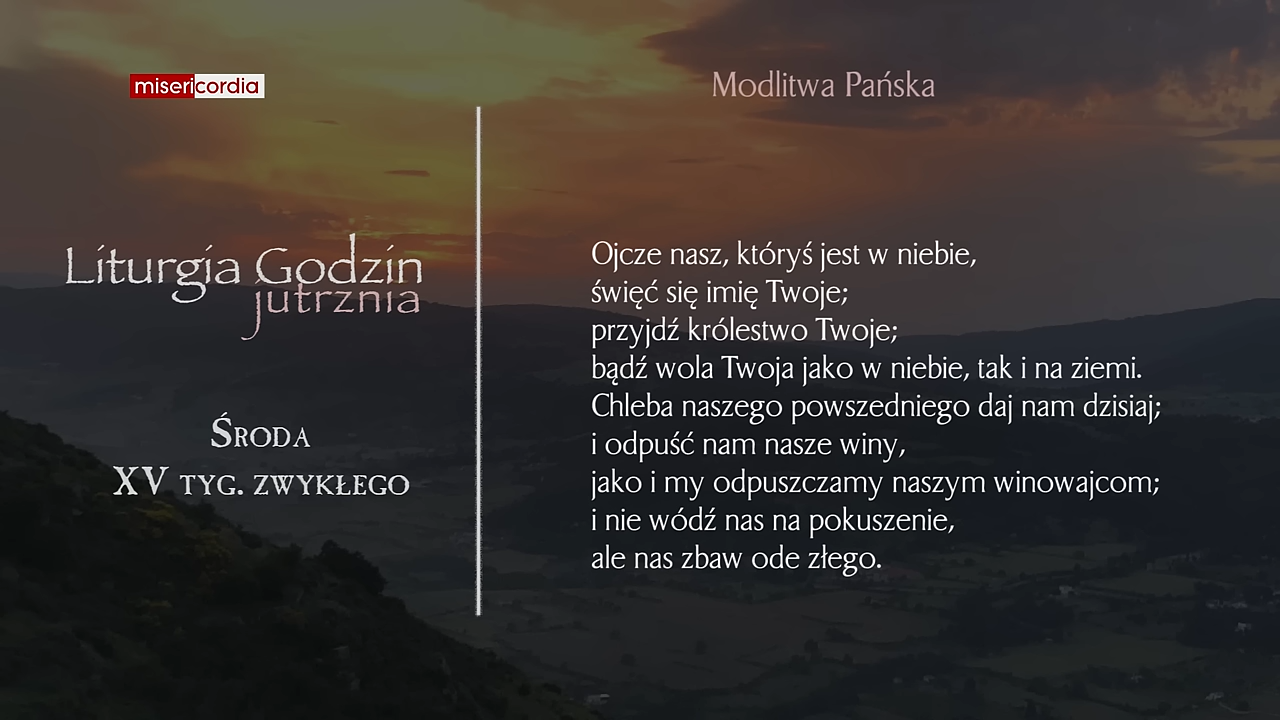 misericordia
Liturgia Godzin
jutrznia
Środa
XV tyg. zwykłego
Modlitwa Pańska
Ojcze nasz, któryś jest w niebie,
święć się imię Twoje;
przyjdź królestwo Twoje;
bądź wola Twoja jako w niebie, tak i na ziemi.
Chleba naszego powszedniego daj nam dzisiaj;
i odpuść nam nasze winy,
jako i my odpuszczamy naszym winowajcom;
i nie wódź nas na pokuszenie,
ale nas zbaw ode złego.